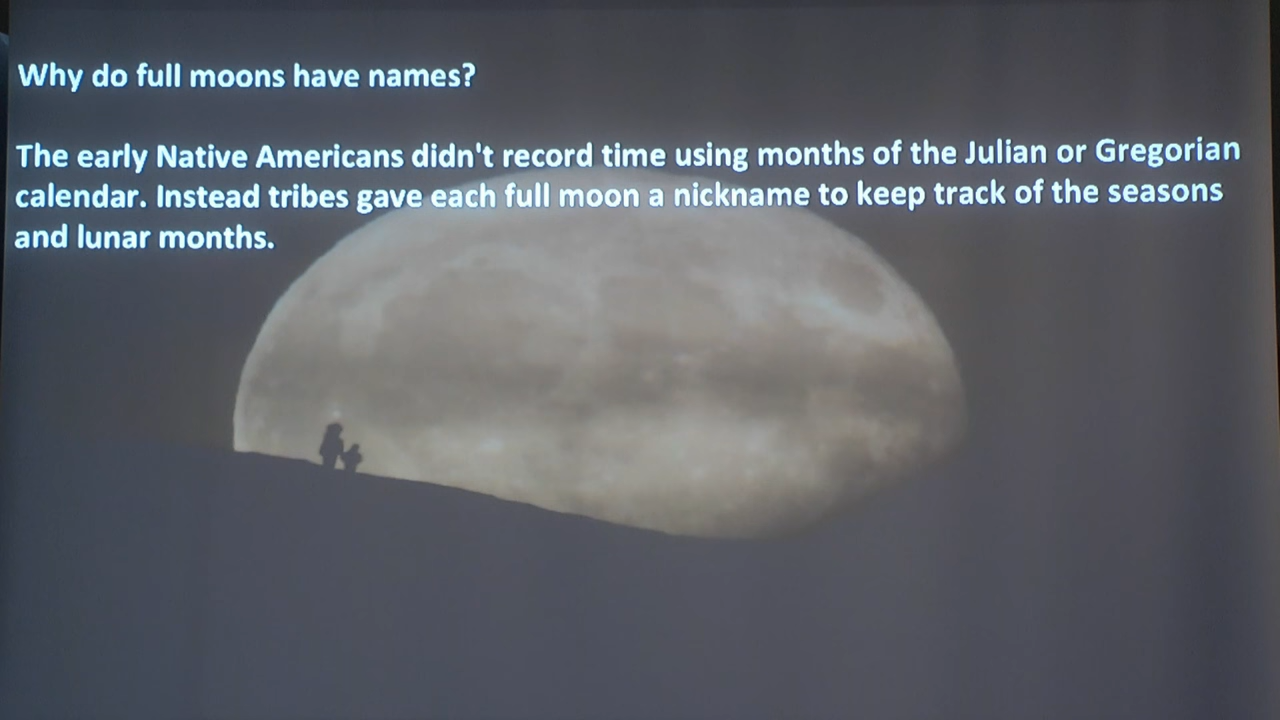 Why do full moons have names?
The early Native Americans didn't record time using months of the Julian or Gregorian
calendar. Instead tribes gave each full moon a nickname to keep track of the seasons
and lunar months.